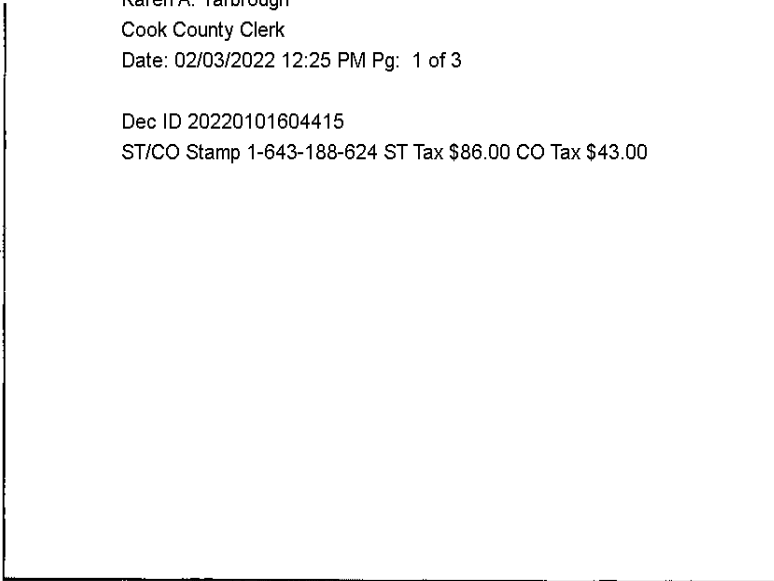 Karen A. Yarbrough
Cook County Clerk
Date: 02/03/2022 12:25 PM Pg: 1 of 3
Dec ID 20220101604415
ST/CO Stamp 1-643-188-624 ST Tax $86.00 CO Tax $43.00